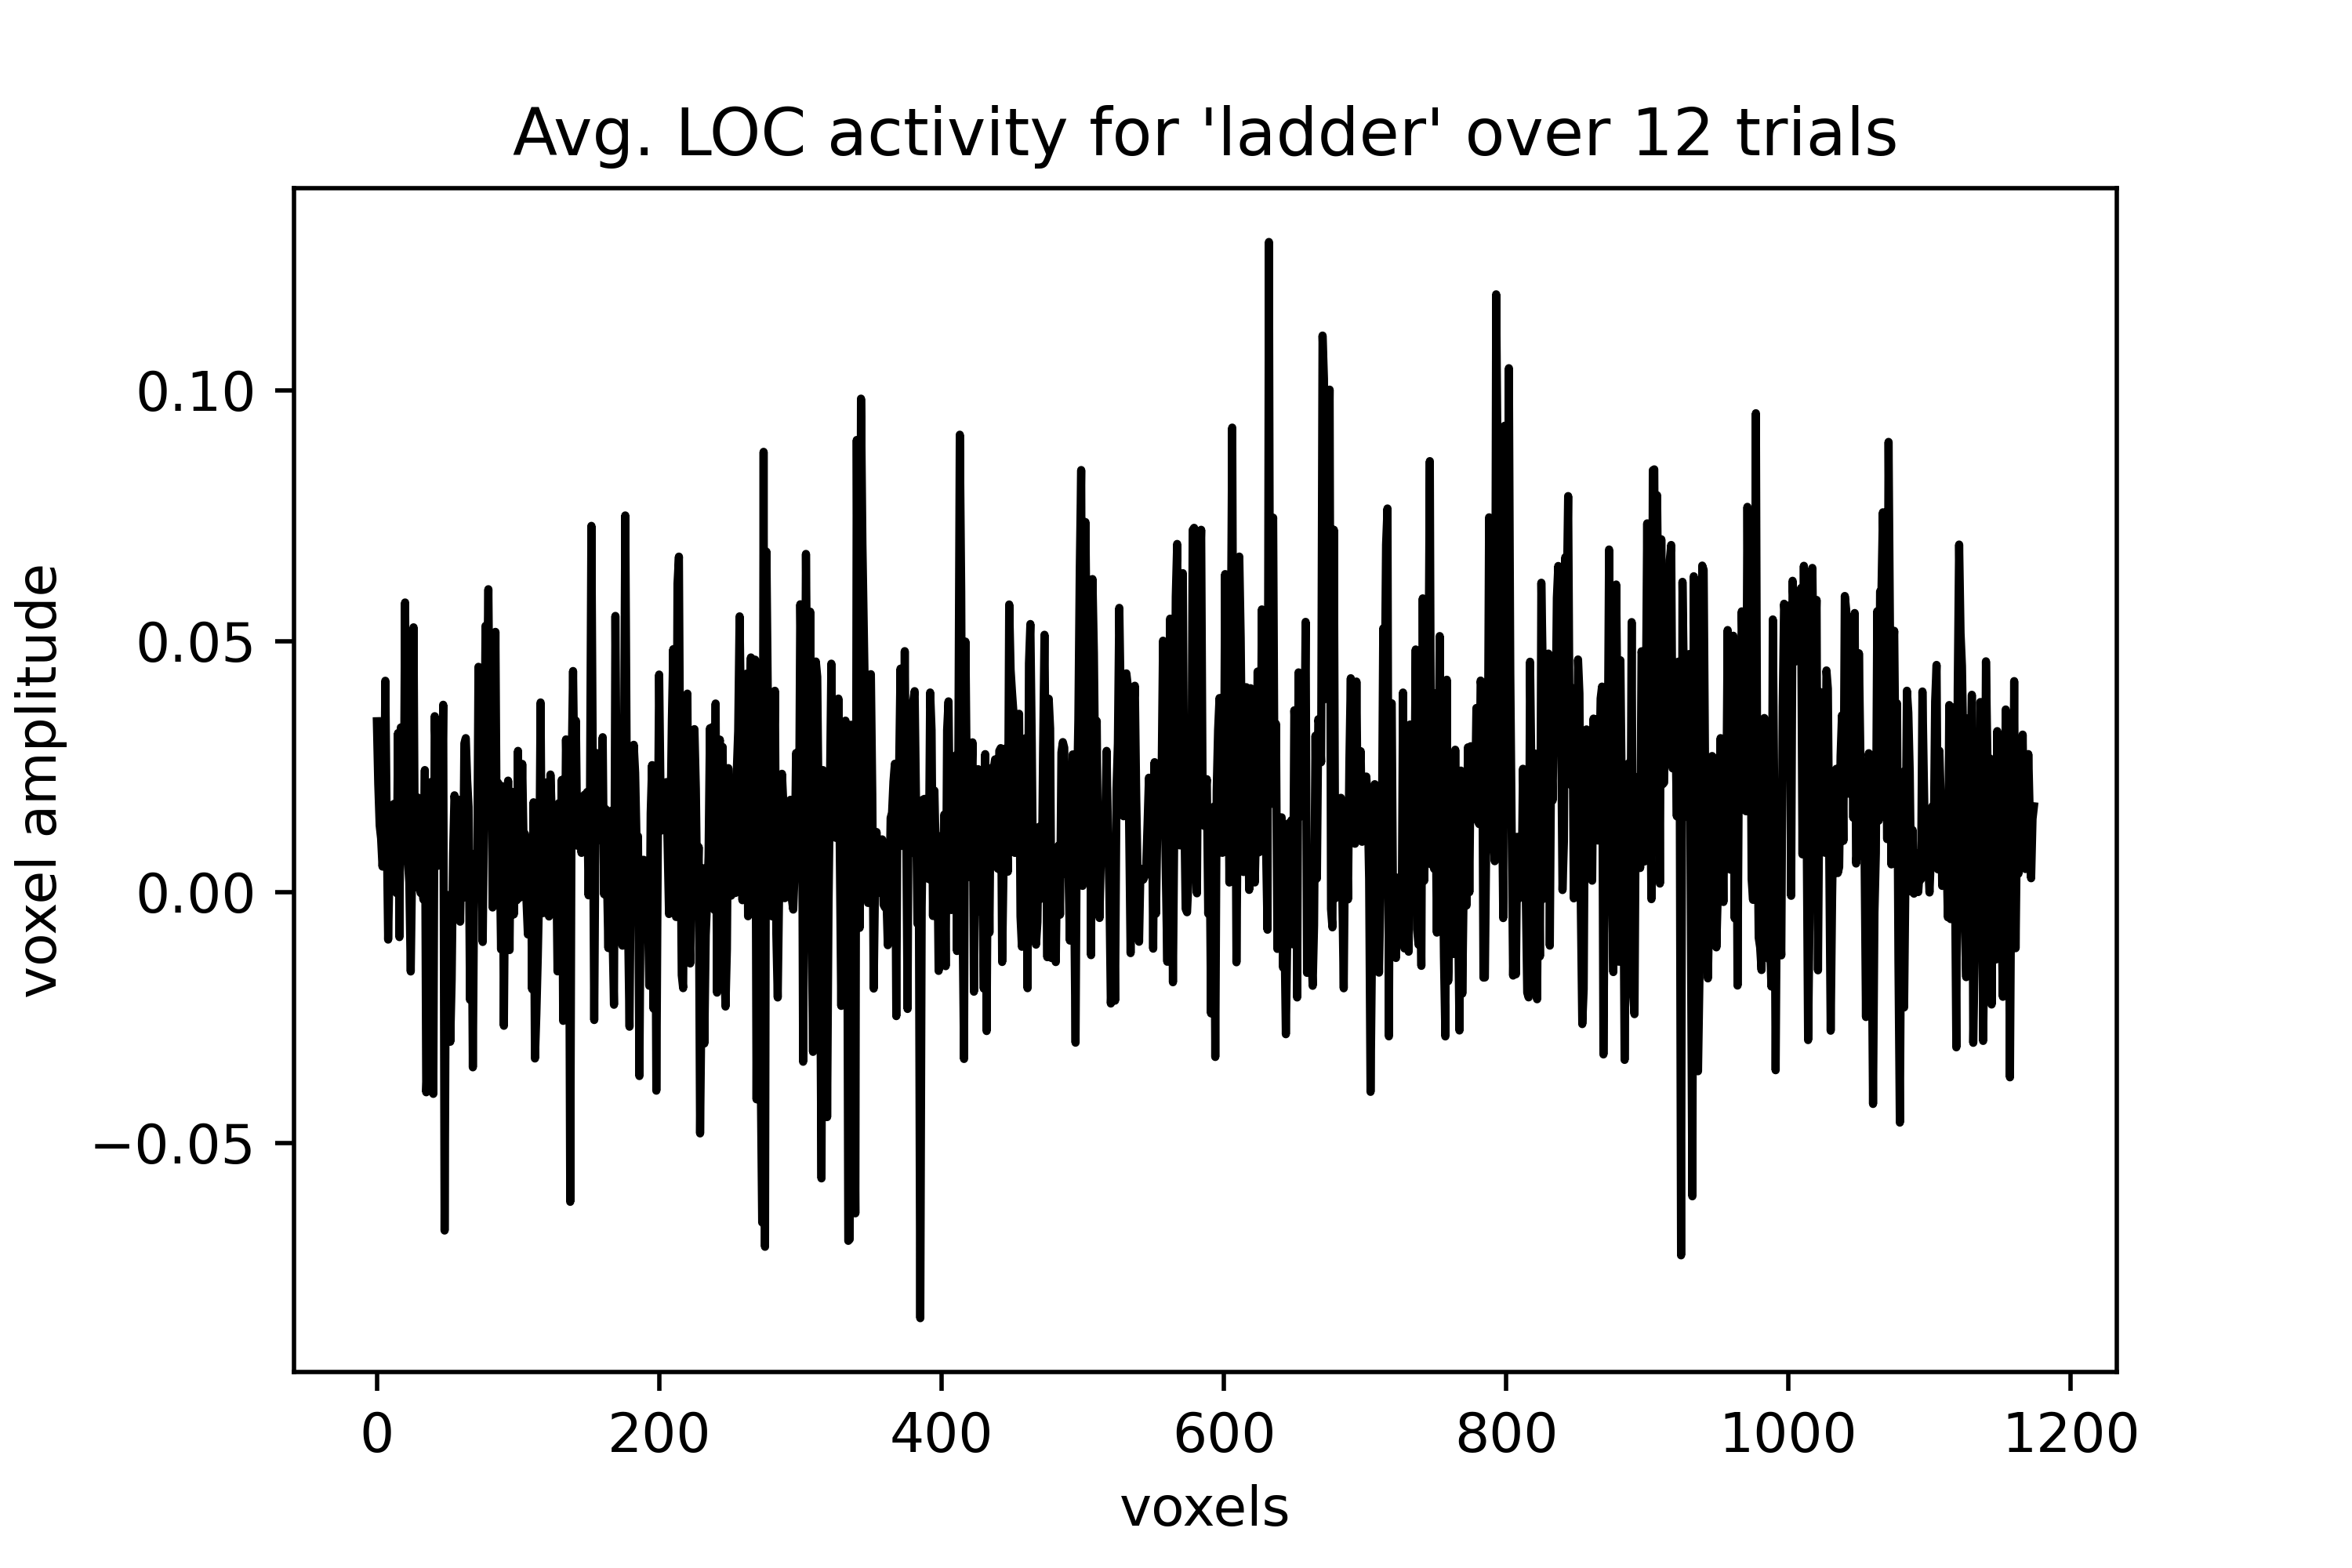 Avg. LOC activity for 'ladder' over 12 trials
voxel amplitude
0.10
0.05
0.00
−0.05
0 200 400 600 800 1000 1200
voxels